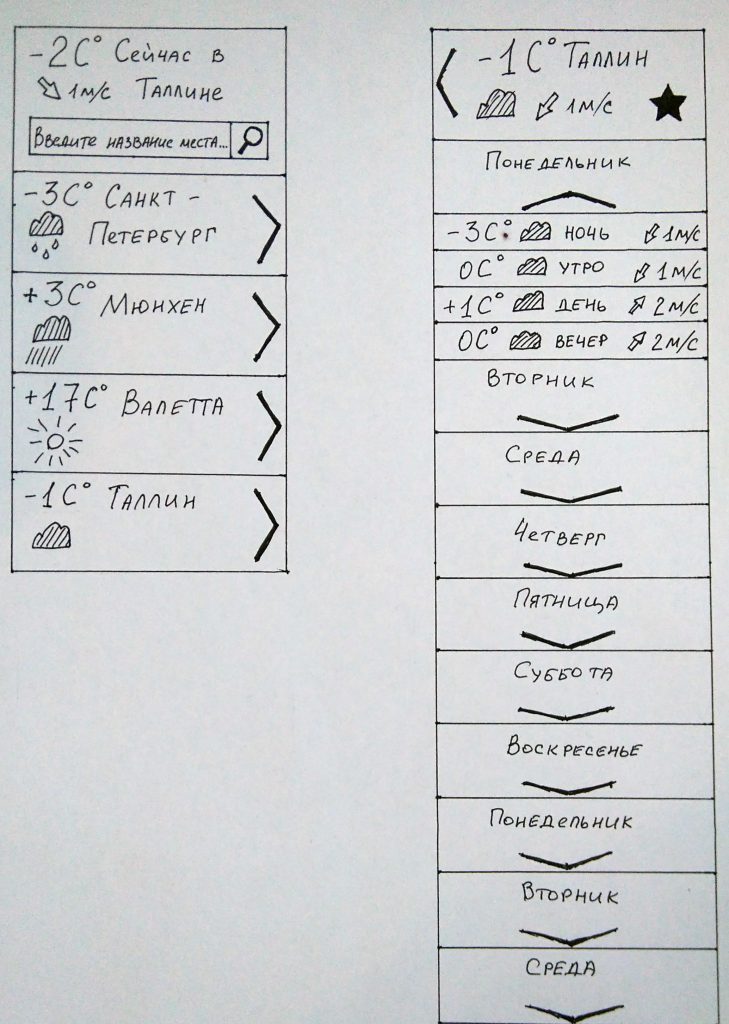 -2C° Сейчас в
1м/с Таллине
Введите название места...
-3C° Санкт-
Петербург
+3C° Мюнхен
+17C° Валетта
-1C° Таллин
-1C° Таллин
1м/с
Понедельник
-3C° ночь 1м/с
0C° утро 1м/с
+1C° день 2м/с
0C° вечер 2м/с
Вторник
Среда
Четверг
Пятница
Суббота
Воскресенье
Понедельник
Вторник
Среда